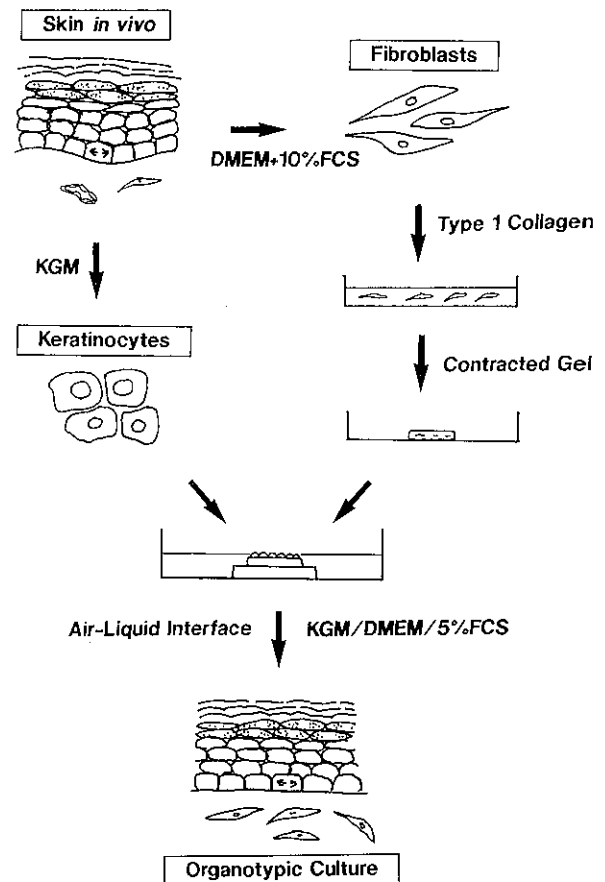 Skin in vivo
Fibroblasts
DMEM+10%FCS
Type 1 Collagen
KGM
Keratinocytes
Contracted Gel
Air-Liquid Interface
KGM/DMEM/5%FCS
Organotypic Culture